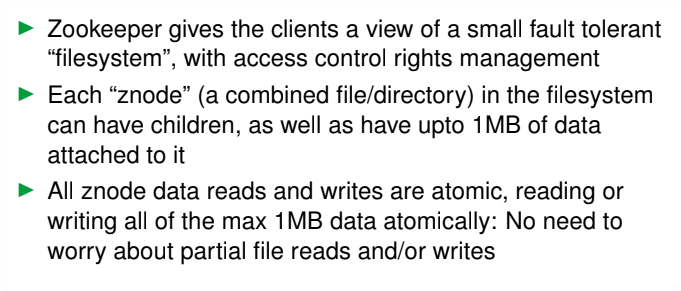 Zookeeper gives the clients a view of a small fault tolerant
“filesystem”, with access control rights management
Each “znode” (a combined file/directory) in the filesystem
can have children, as well as have upto 1MB of data
attached to it
All znode data reads and writes are atomic, reading or
writing all of the max 1MB data atomically: No need to
worry about partial file reads and/or writes